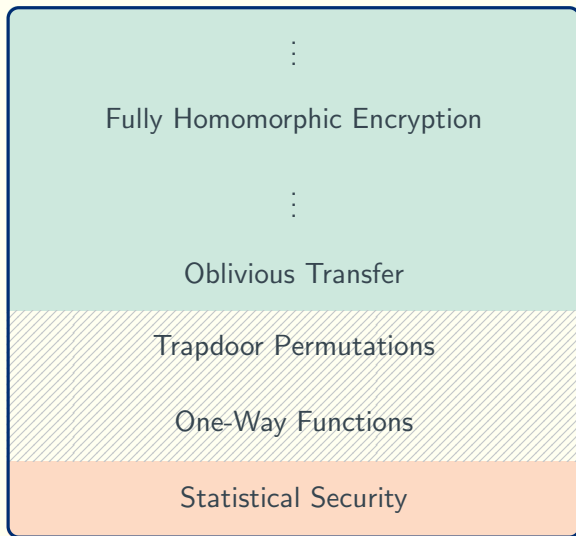 ⋮
Fully Homomorphic Encryption
⋮
Oblivious Transfer
Trapdoor Permutations
One-Way Functions
Statistical Security